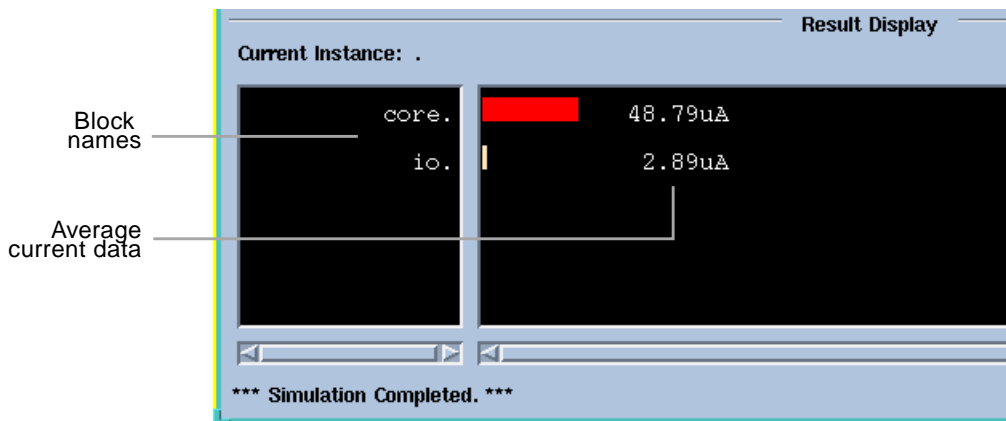 Result Display
Current Instance: .
Block
names
core.
48.79uA
io.
2.89uA
Average
current data
*** Simulation Completed. ***